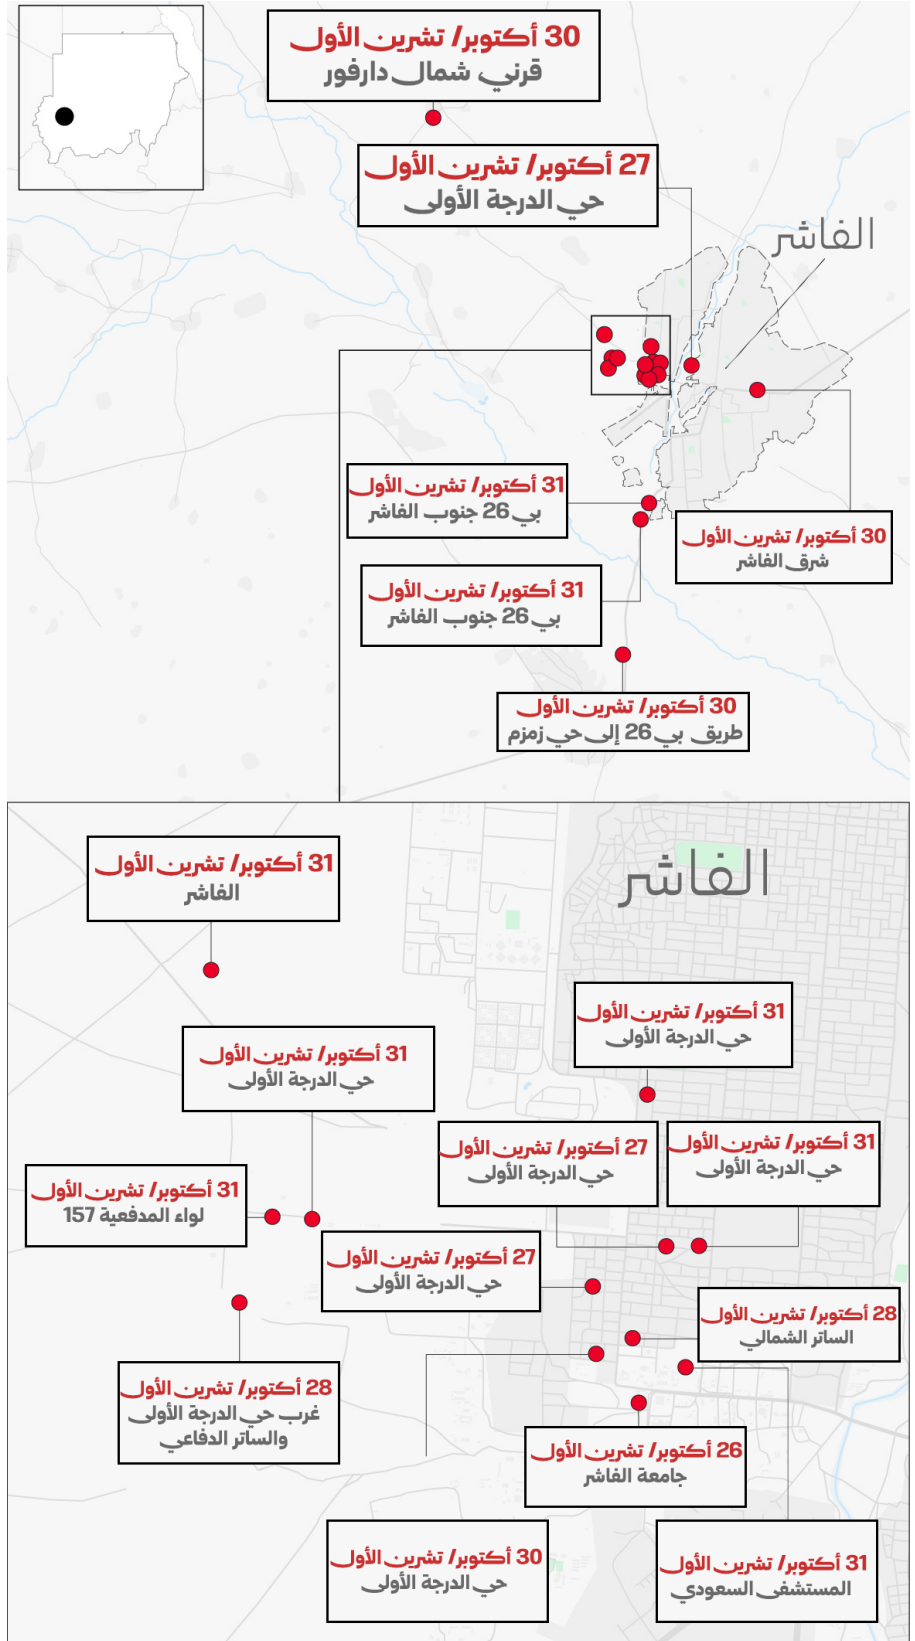 30 أكتوبر/ تشرين الأول
قرني، شمال دارفور
27 أكتوبر/ تشرين الأول
حي الدرجة الأولى
الفاشر
31 أكتوبر/ تشرين الأول
بي 26 جنوب الفاشر
30 أكتوبر/ تشرين الأول
شرق الفاشر
31 أكتوبر/ تشرين الأول
بي 26 جنوب الفاشر
30 أكتوبر/ تشرين الأول
طريق بي 26 إلى حي زمزم
31 أكتوبر/ تشرين الأول
الفاشر
الفاشر
31 أكتوبر/ تشرين الأول
حي الدرجة الأولى
31 أكتوبر/ تشرين الأول
حي الدرجة الأولى
31 أكتوبر/ تشرين الأول
حي الدرجة الأولى
27 أكتوبر/ تشرين الأول
حي الدرجة الأولى
31 أكتوبر/ تشرين الأول
لواء المدفعية 157
27 أكتوبر/ تشرين الأول
حي الدرجة الأولى
28 أكتوبر/ تشرين الأول
الساتر الشمالي
28 أكتوبر/ تشرين الأول
غرب حي الدرجة الأولى
والساتر الدفاعي
26 أكتوبر/ تشرين الأول
جامعة الفاشر
31 أكتوبر/ تشرين الأول
المستشفى السعودي
30 أكتوبر/ تشرين الأول
حي الدرجة الأولى